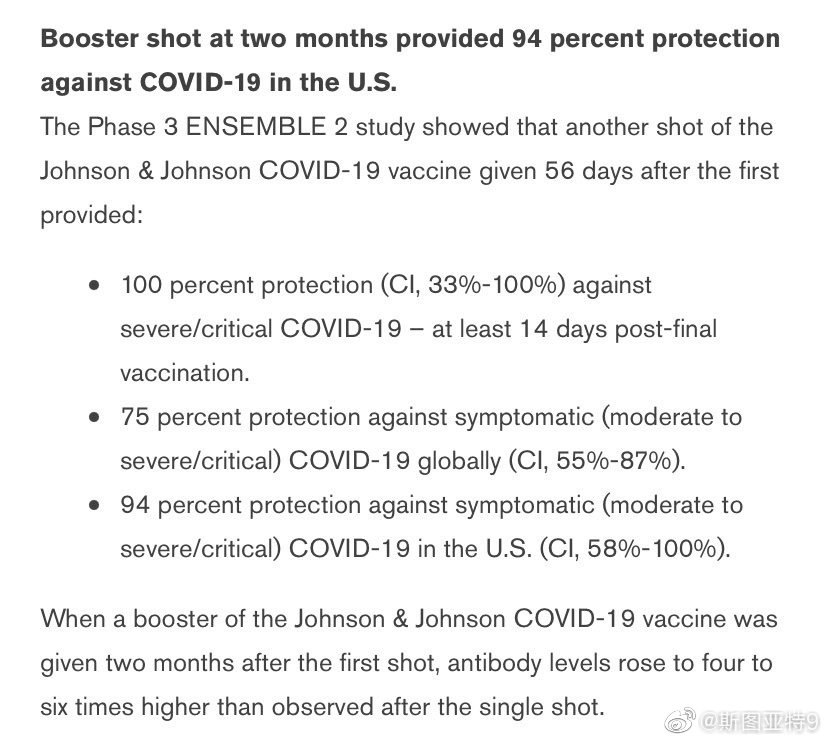 Booster shot at two months provided 94 percent protection
against COVID-19 in the U.S.
The Phase 3 ENSEMBLE 2 study showed that another shot of the
Johnson & Johnson COVID-19 vaccine given 56 days after the first
provided:
● 100 percent protection (CI, 33%-100%) against
severe/critical COVID-19 – at least 14 days post-final
vaccination.
● 75 percent protection against symptomatic (moderate to
severe/critical) COVID-19 globally (CI, 55%-87%).
● 94 percent protection against symptomatic (moderate to
severe/critical) COVID-19 in the U.S. (CI, 58%-100%).
When a booster of the Johnson & Johnson COVID-19 vaccine was
given two months after the first shot, antibody levels rose to four to
six times higher than observed after the single shot.
@斯图亚特9